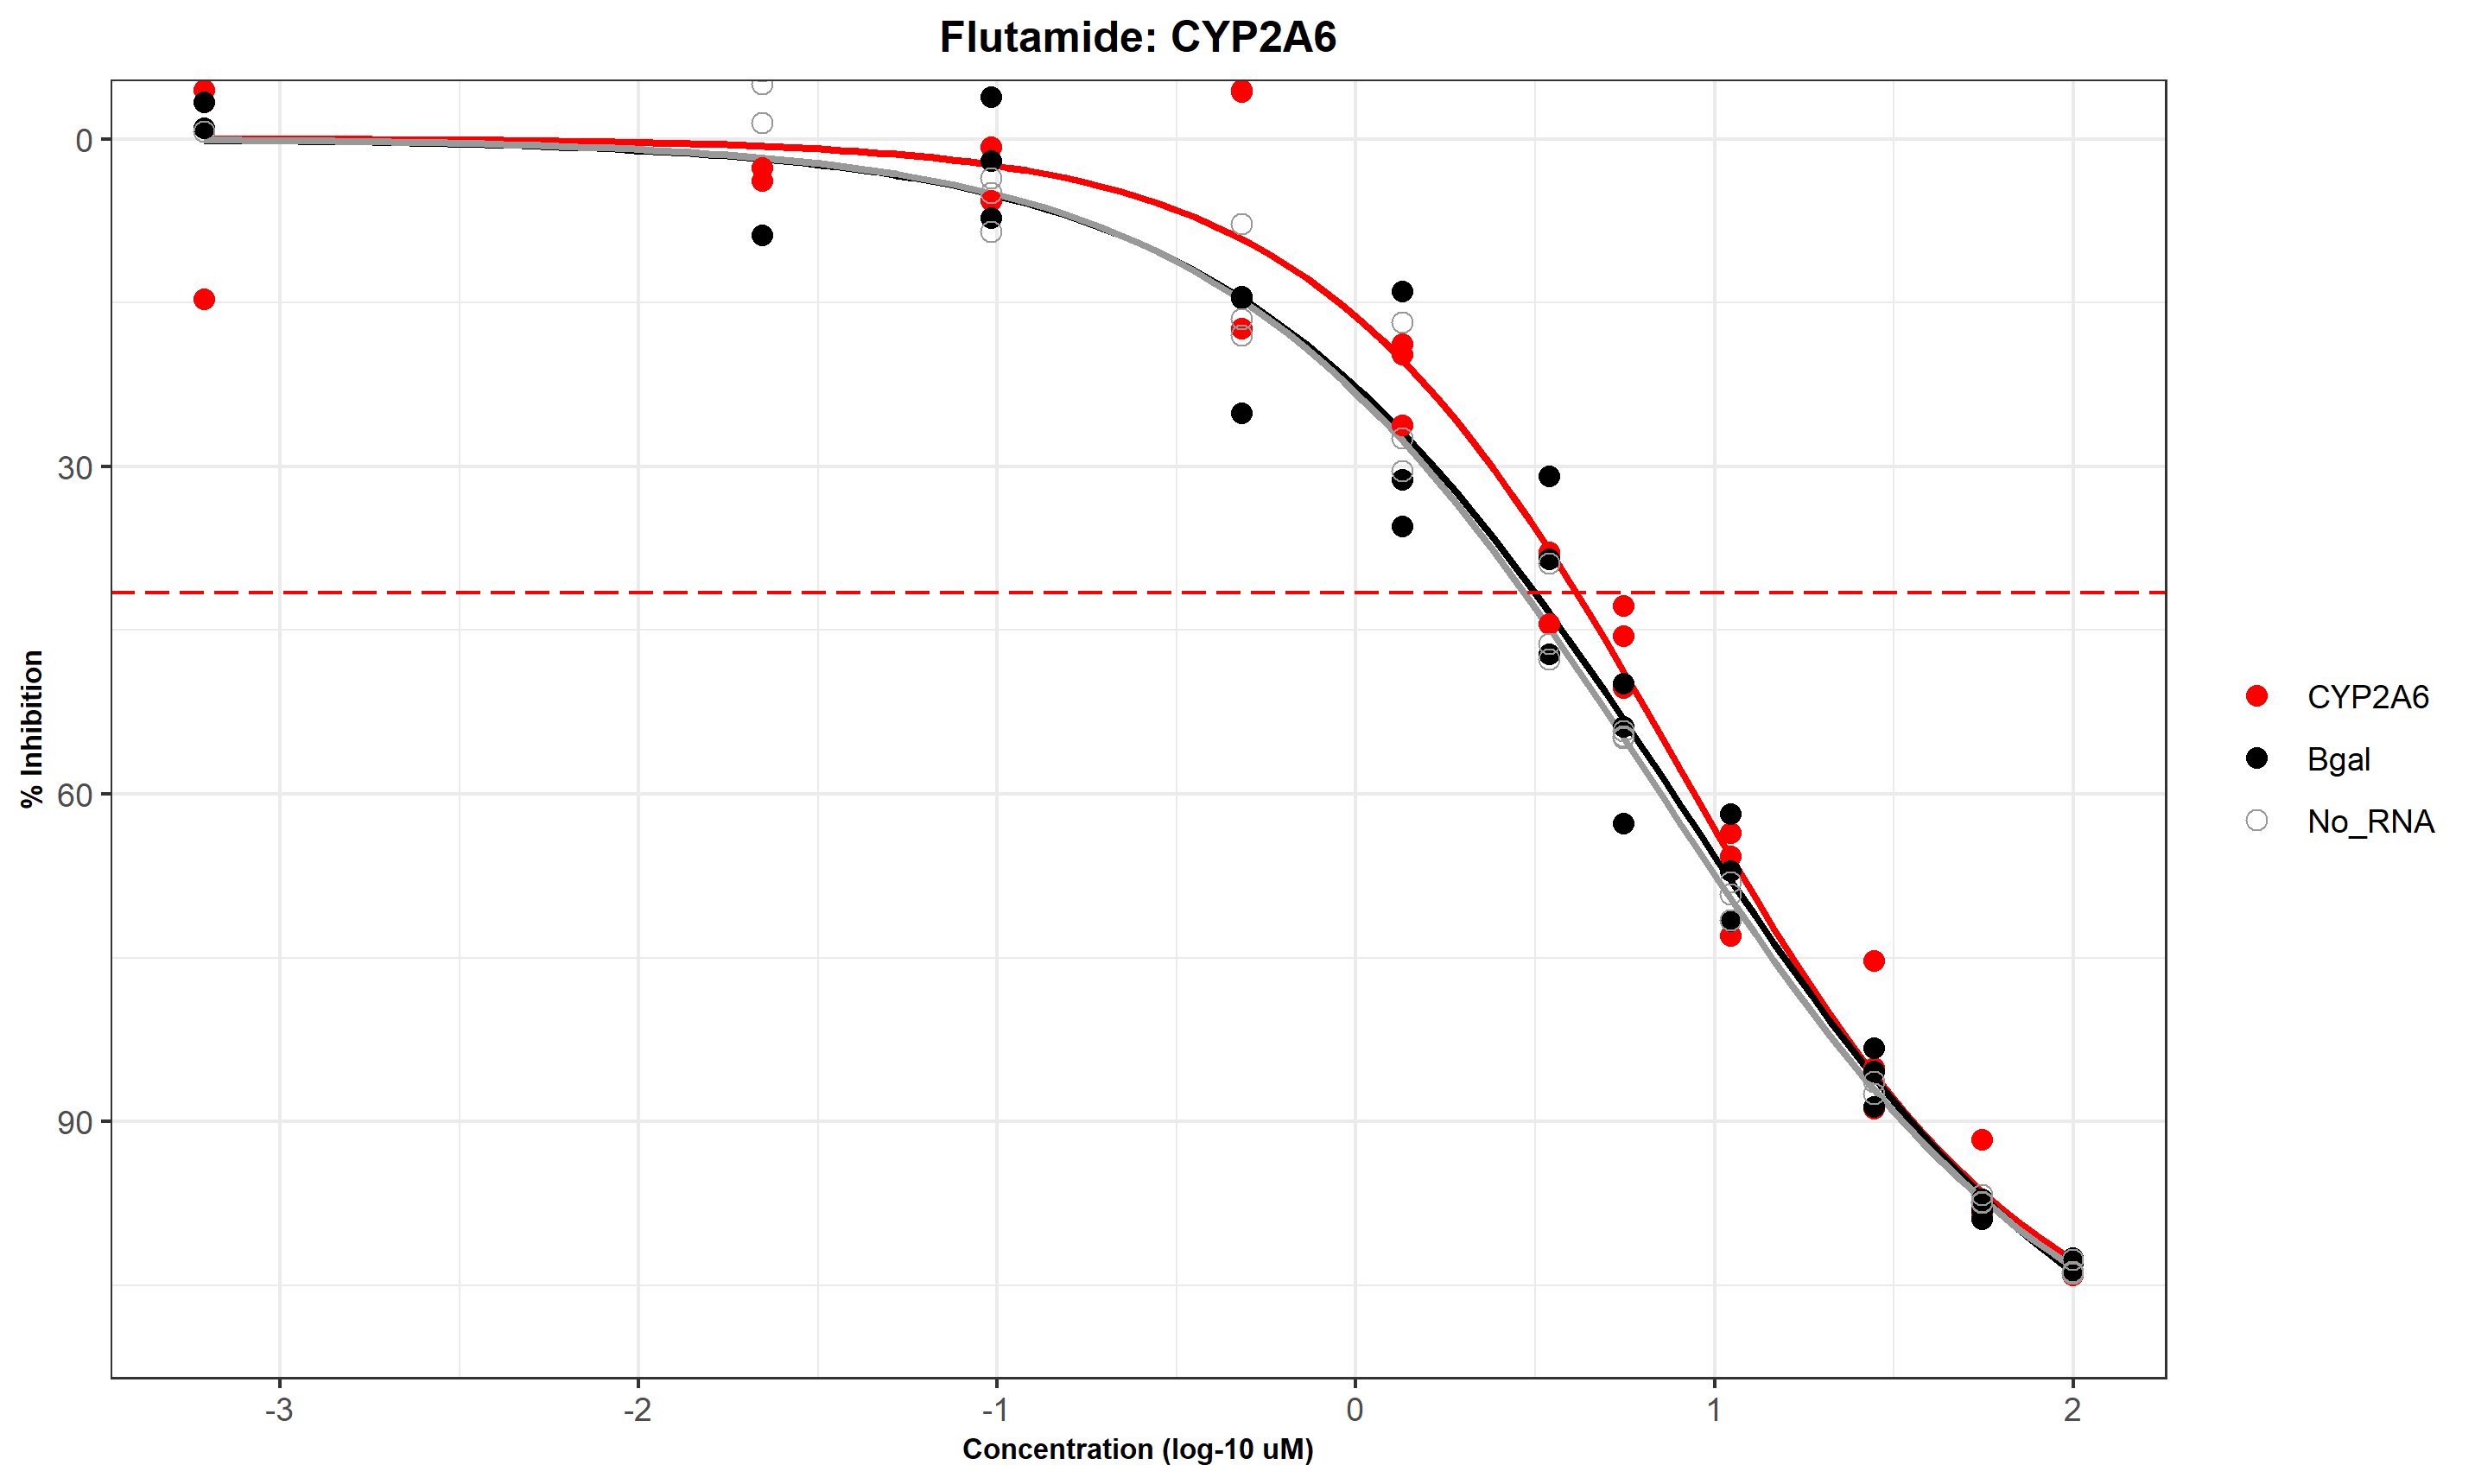 Flutamide: CYP2A6
% Inhibition
0
30
60
90
-3 -2 -1 0 1 2
Concentration (log-10 uM)
CYP2A6
Bgal
No_RNA